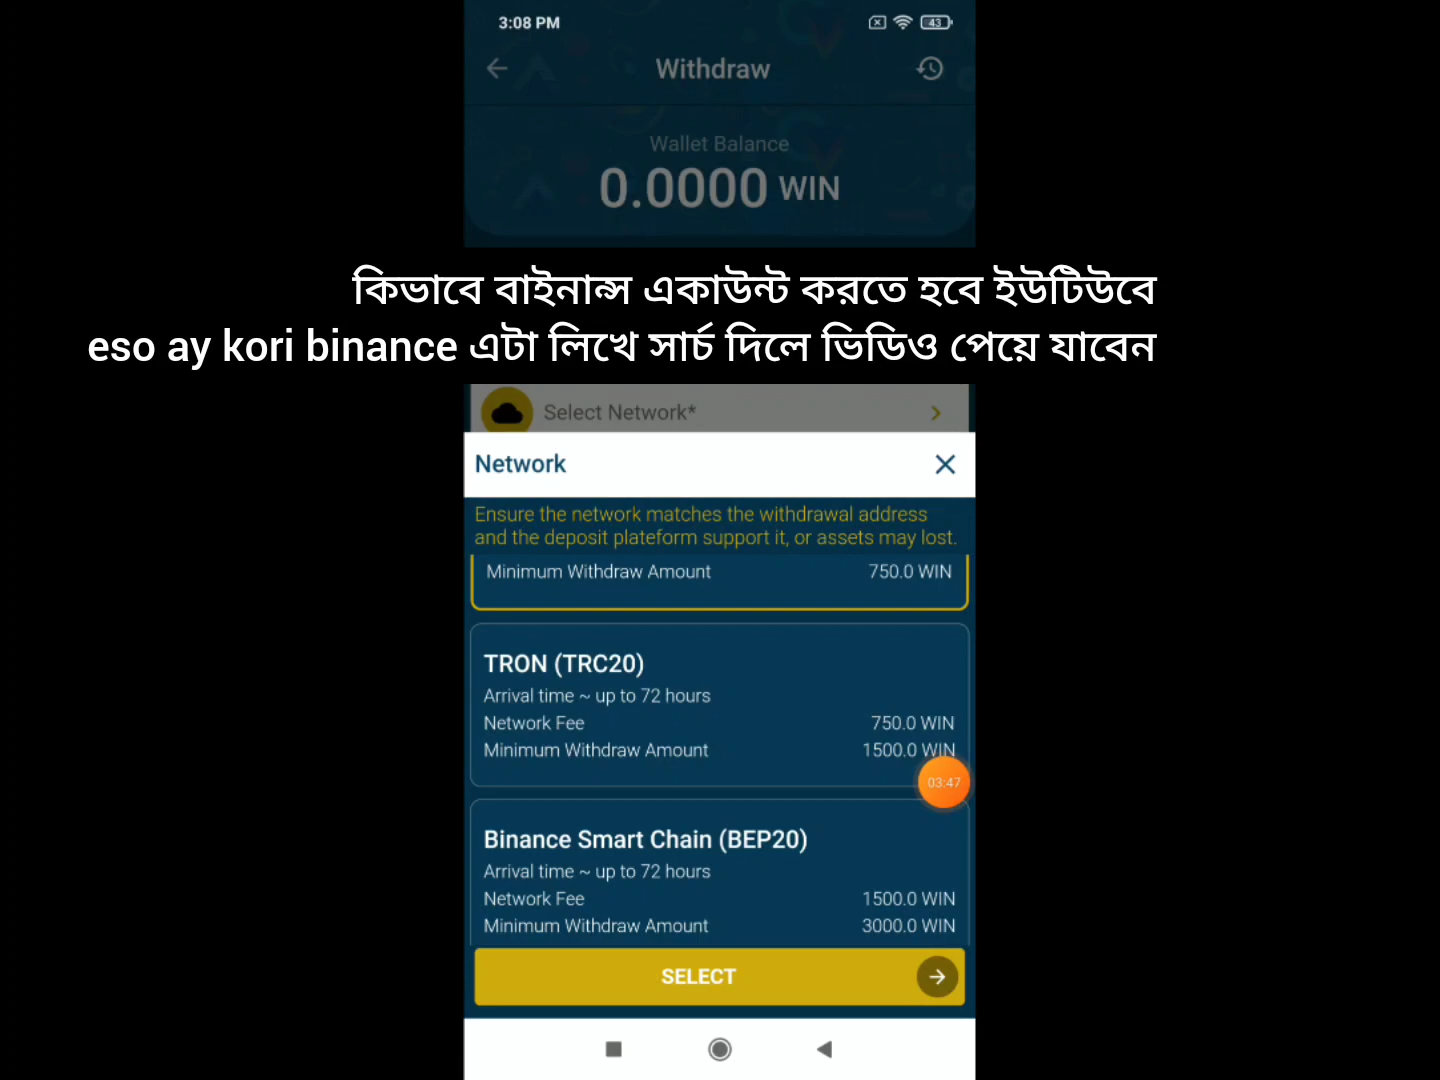 3:08 PM
43
Withdraw
Wallet Balance
0.0000 WIN
কিভাবে বাইনান্স একাউন্ট করতে হবে ইউটিউবে
eso ay kori binance এটা লিখে সার্চ দিলে ভিডিও পেয়ে যাবেন
Select Network*
Network
Ensure the network matches the withdrawal address
and the deposit plateform support it, or assets may lost.
Minimum Withdraw Amount 750.0 WIN
TRON (TRC20)
Arrival time ~ up to 72 hours
Network Fee 750.0 WIN
Minimum Withdraw Amount 1500.0 WIN
03:47
Binance Smart Chain (BEP20)
Arrival time ~ up to 72 hours
Network Fee 1500.0 WIN
Minimum Withdraw Amount 3000.0 WIN
SELECT